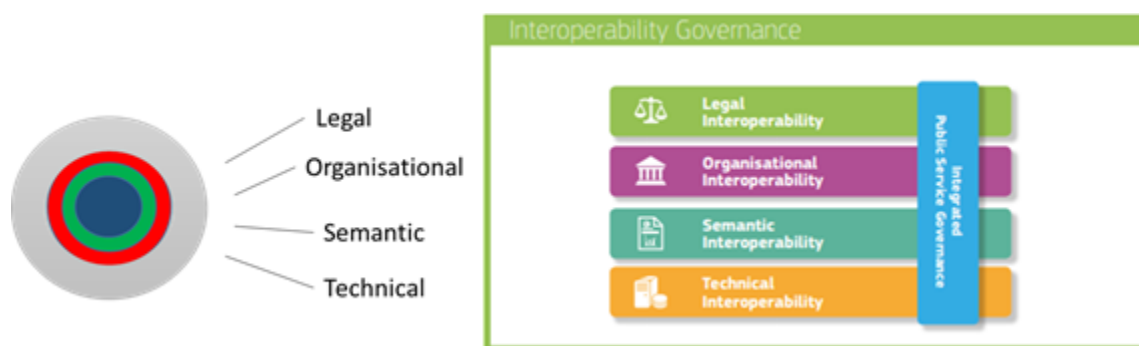 Legal
Organisational
Semantic
Technical
Interoperability Governance
Legal
Interoperability
Organisational
Interoperability
Semantic
Interoperability
Technical
Interoperability
Integrated
Public Service Governance